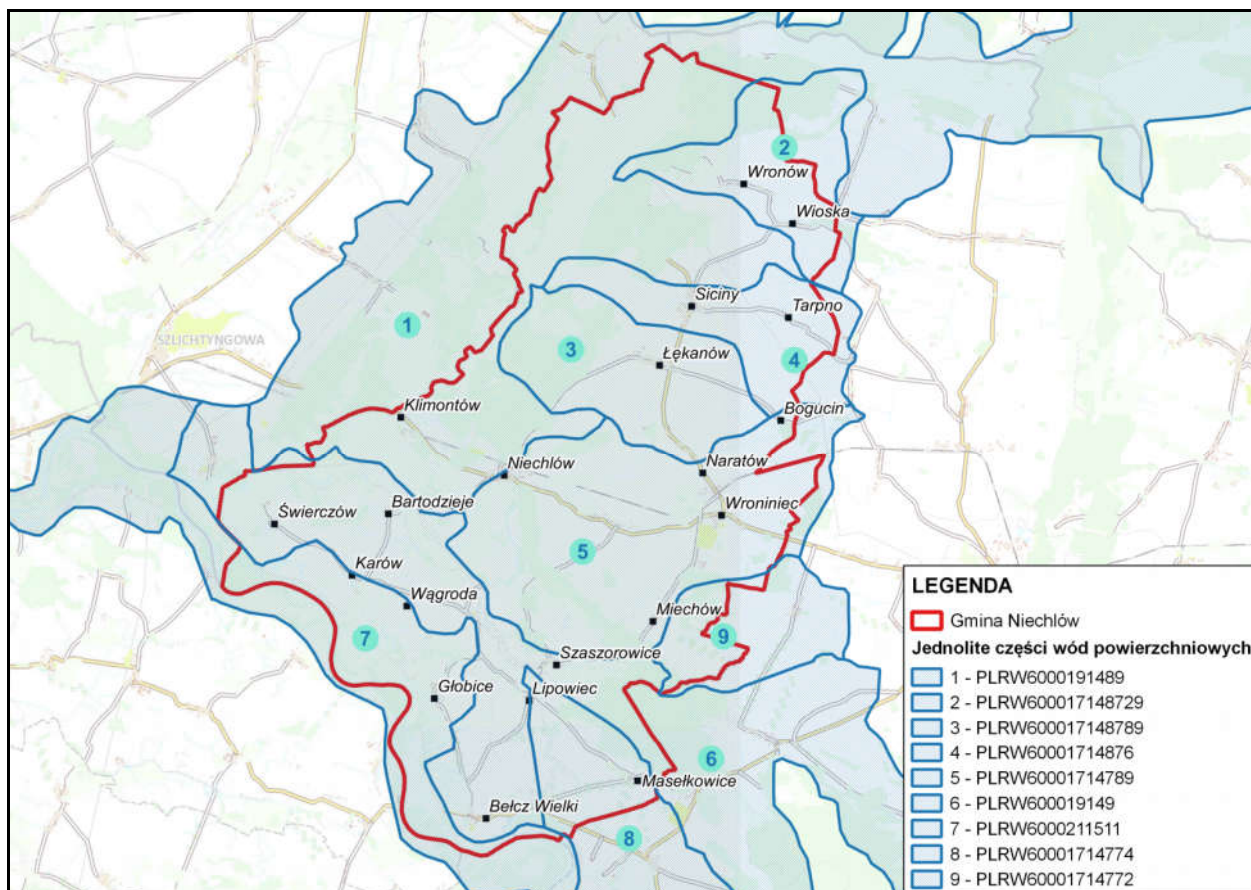 2
Wronów
Wioska
Siciny
Tarpno
1
SZLICHTYNGOWA
3
4
Łękanów
Klimontów
Bogucin
Niechlów
Naratów
Świerczów
Bartodzieje
Wroniniec
5
Karów
Wągroda
LEGENDA
Miechów
Gmina Niechlów
7
9
Jednolite części wód powierzchniowych
Szaszorowice
1 - PLRW6000191489
Głobice
Lipowiec
2 - PLRW600017148729
3 - PLRW600017148789
4 - PLRW60001714876
6
5 - PLRW60001714789
Masełkowice
6 - PLRW600019149
Bełcz Wielki
7 - PLRW6000211511
8
8 - PLRW60001714774
9 - PLRW60001714772